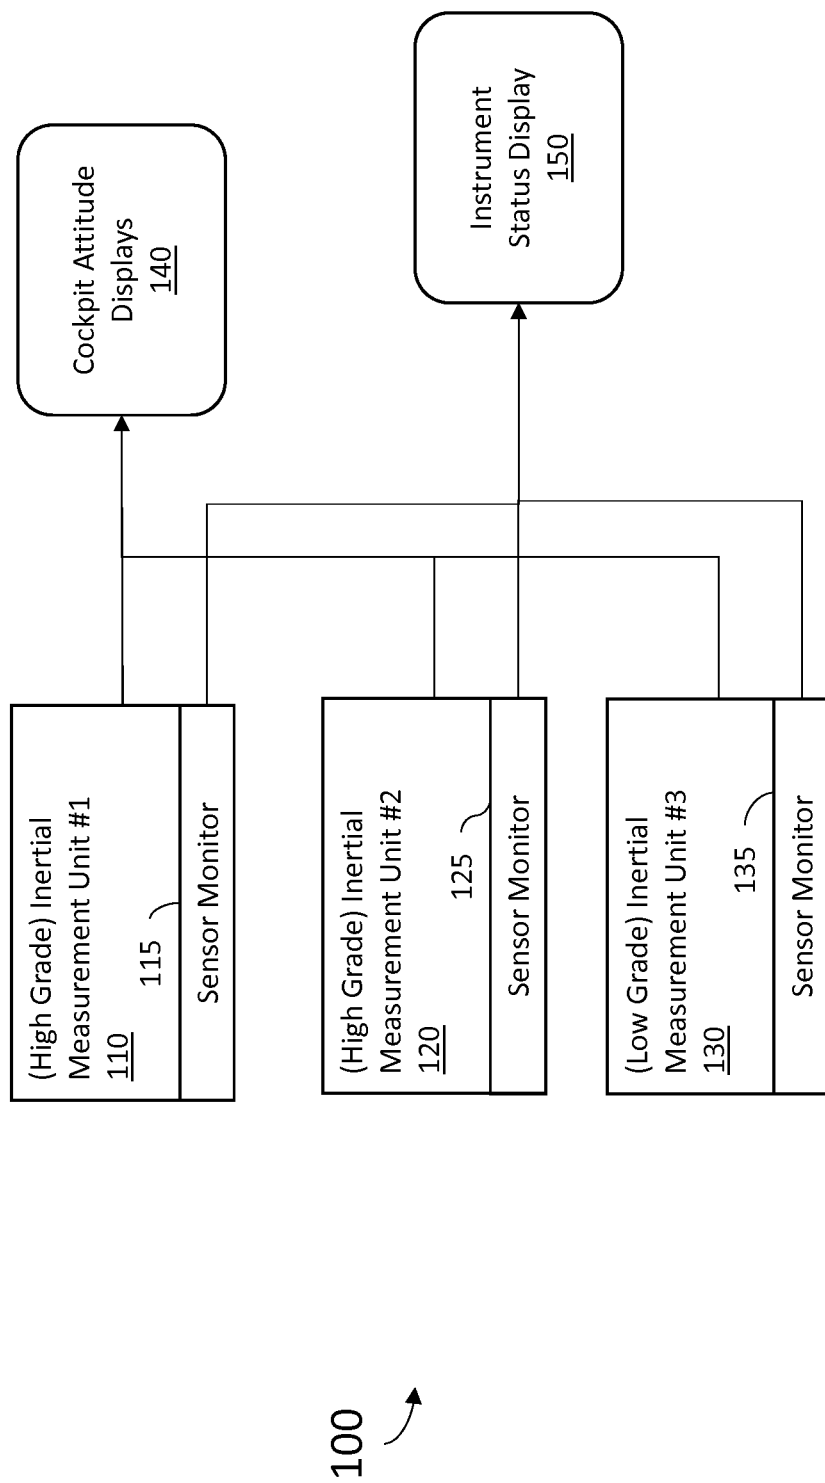 100
(High Grade) Inertial
Measurement Unit #1
110
115
Sensor Monitor
(High Grade) Inertial
Measurement Unit #2
120
125
Sensor Monitor
(Low Grade) Inertial
Measurement Unit #3
130
135
Sensor Monitor
Cockpit Attitude
Displays
140
Instrument
Status Display
150